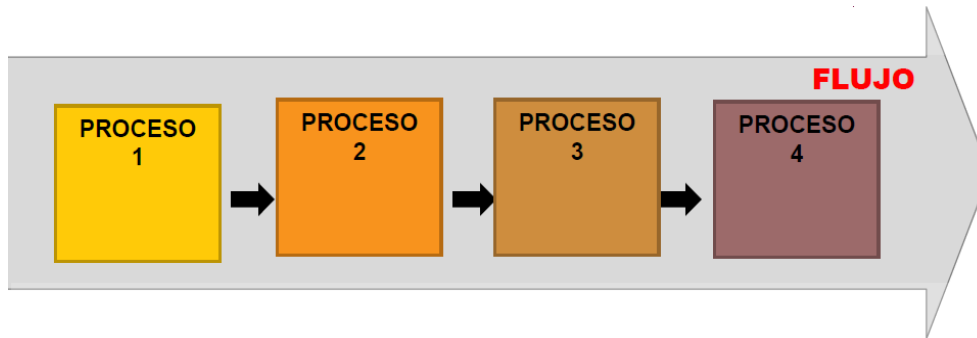 FLUJO
PROCESO
1
PROCESO
2
PROCESO
3
PROCESO
4